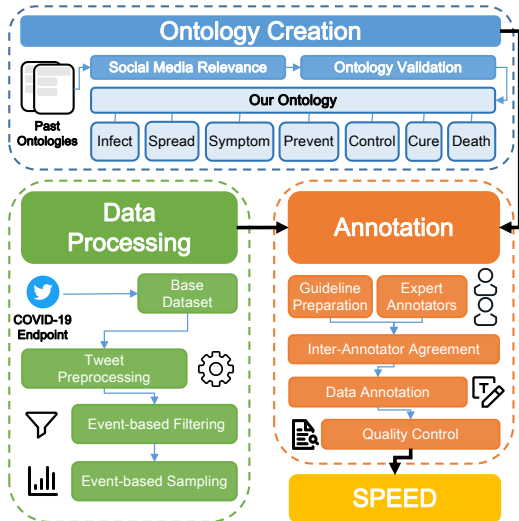 Ontology Creation
Social Media Relevance
Ontology Validation
Past
Ontologies
Our Ontology
Infect
Spread
Symptom
Prevent
Control
Cure
Death
Data
Processing
COVID-19
Endpoint
Base
Dataset
Tweet
Preprocessing
Event-based Filtering
Event-based Sampling
Annotation
Guideline
Preparation
Expert
Annotators
Inter-Annotator Agreement
Data Annotation
T
Quality Control
SPEED